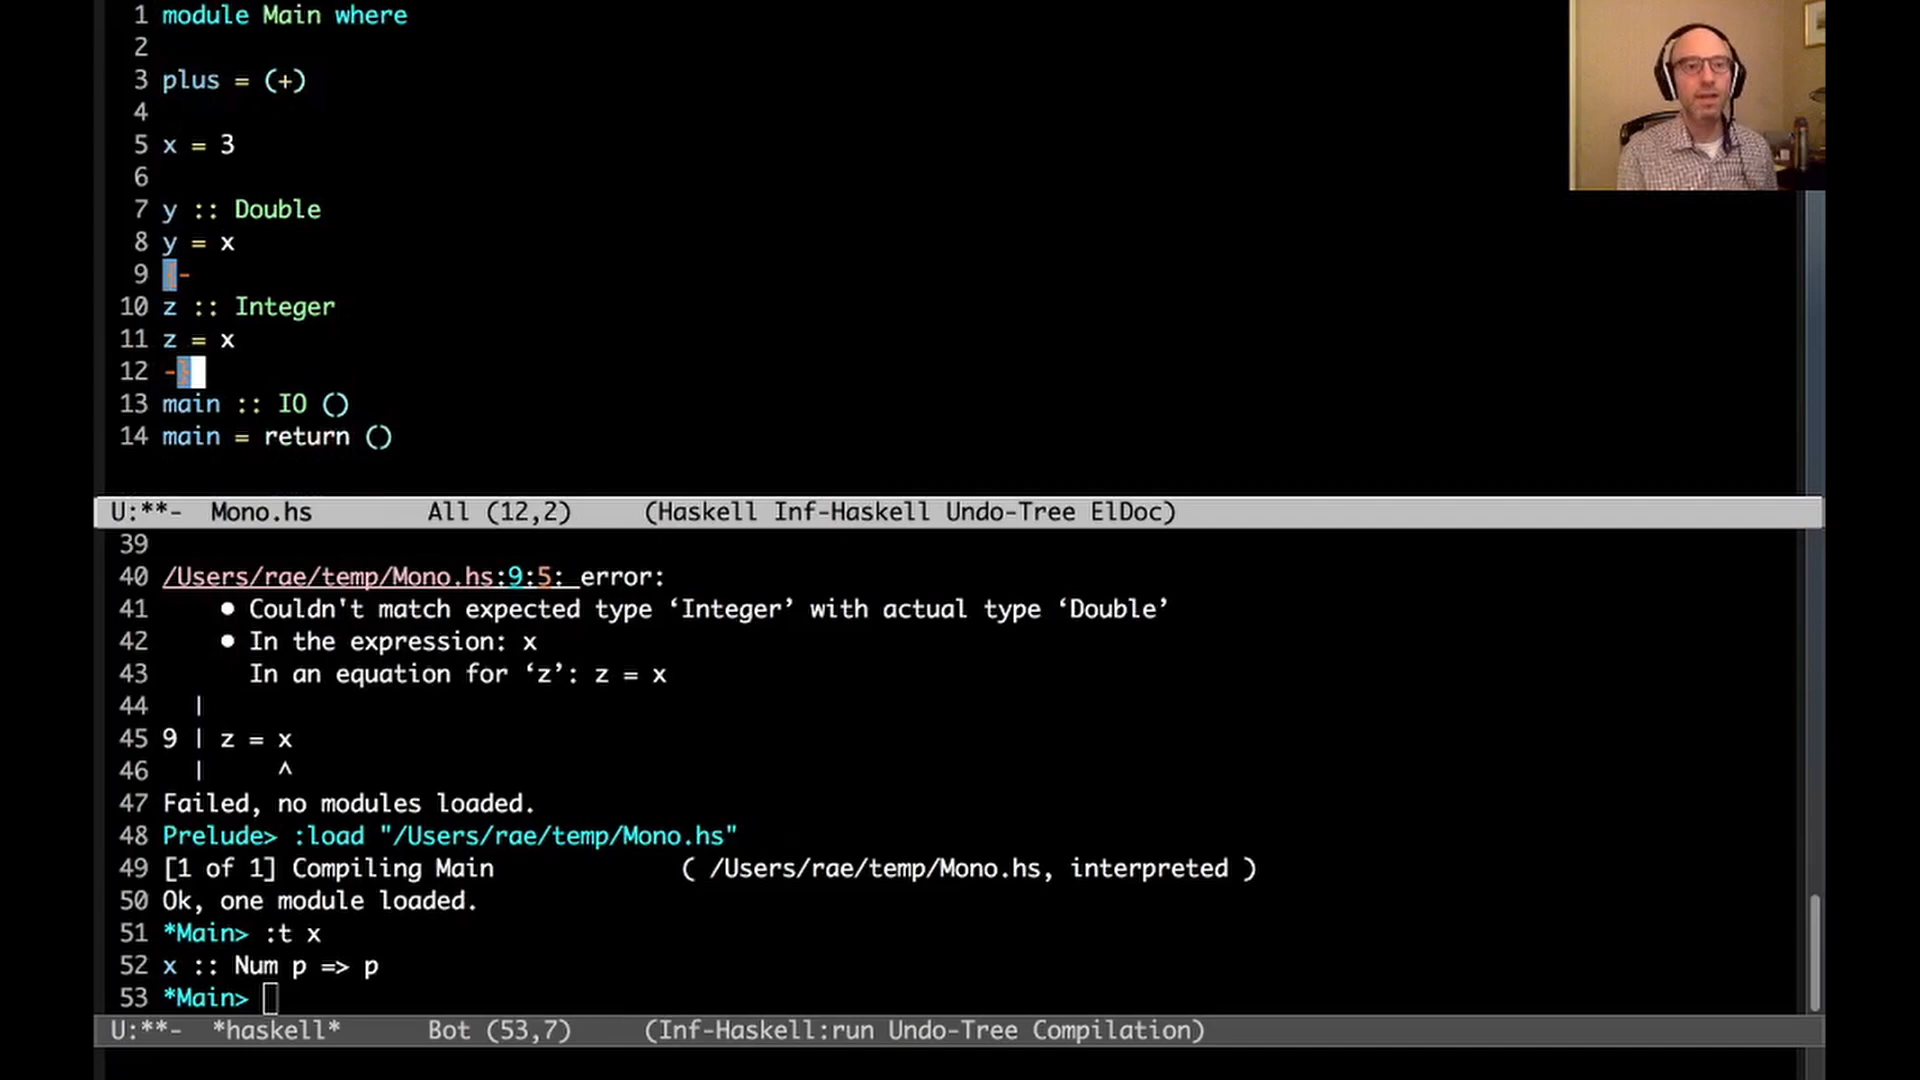 1 module Main where
2
3 plus = (+)
4
5 x = 3
6
7 y :: Double
8 y = x
9 {-
10 z :: Integer
11 z = x
12 -}
13 main :: IO ()
14 main = return ()
U:**- Mono.hs All (12,2) (Haskell Inf-Haskell Undo-Tree ElDoc)
39
40 /Users/rae/temp/Mono.hs:9:5: error:
41 • Couldn't match expected type ‘Integer’ with actual type ‘Double’
42 • In the expression: x
43 In an equation for ‘z’: z = x
44 |
45 9 | z = x
46 | ^
47 Failed, no modules loaded.
48 Prelude> :load "/Users/rae/temp/Mono.hs"
49 [1 of 1] Compiling Main ( /Users/rae/temp/Mono.hs, interpreted )
50 Ok, one module loaded.
51 *Main> :t x
52 x :: Num p => p
53 *Main>
U:**- *haskell* Bot (53,7) (Inf-Haskell:run Undo-Tree Compilation)